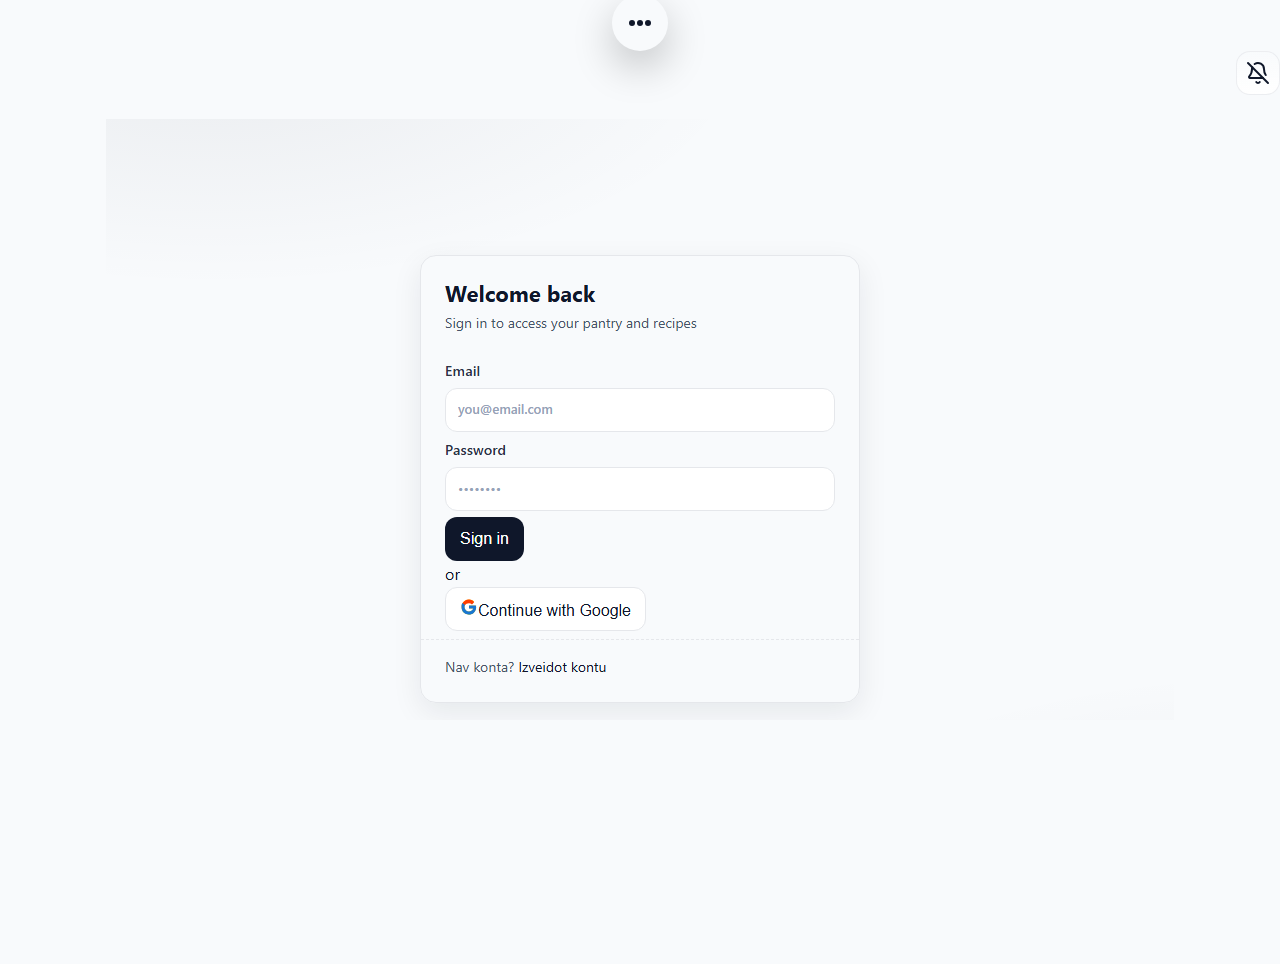 Welcome back
Sign in to access your pantry and recipes
Email
you@email.com
Password
••••••••
Sign in
or
Continue with Google
Nav konta? Izveidot kontu